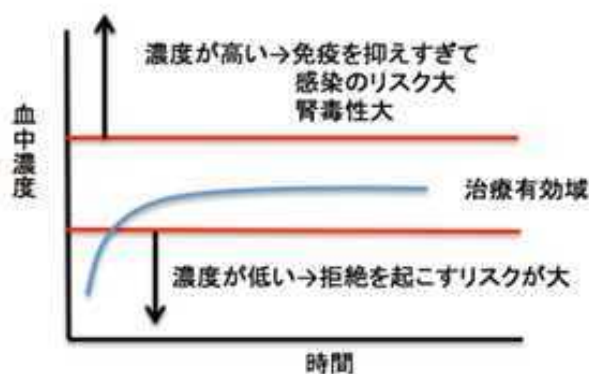 濃度が高い→免疫を抑えすぎて
感染のリスク大
腎毒性大
血中濃度
治療有効域
濃度が低い→拒絶を起こすリスクが大
時間